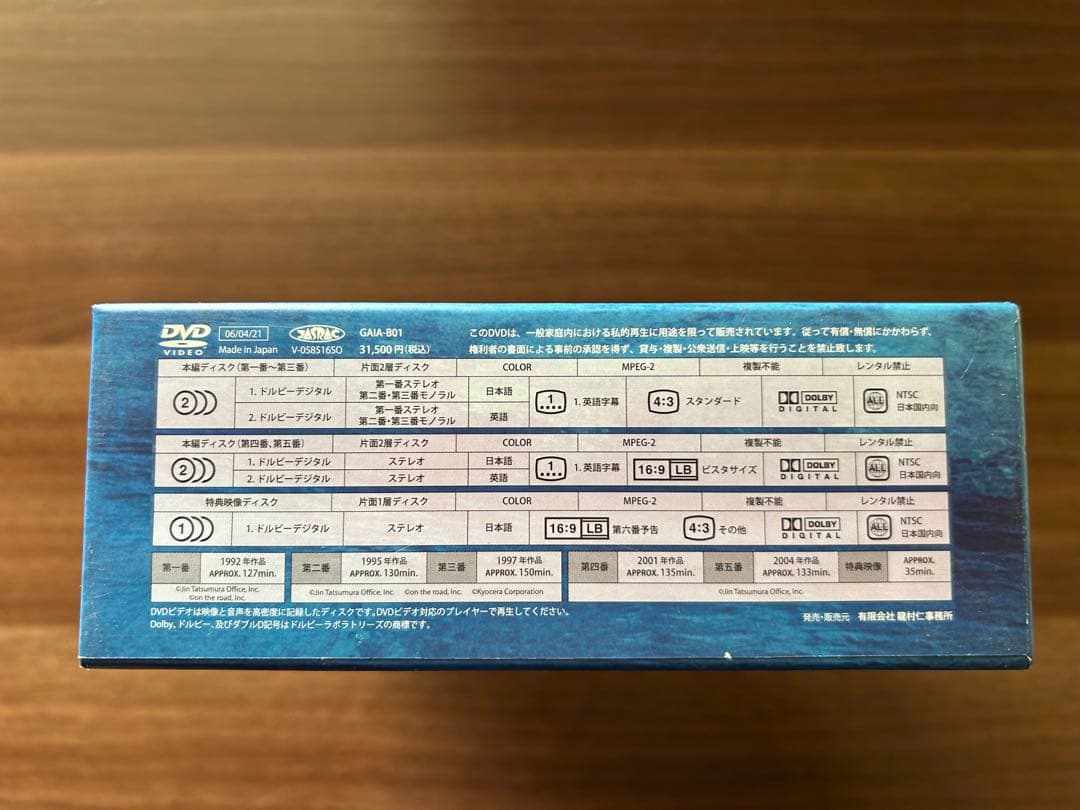 DVD VIDEO 06/04/21 Made in Japan JASRAC V-058516SO GAIA-B01 31,500円(税込)
このDVDは、一般家庭内における私的再生に用途を限って販売されています。従って有償・無償にかかわらず、
権利者の書面による事前の承認を得ず、貸与・複製・公衆送信・上映等を行うことを禁止致します。
本編ディスク(第一番〜第三番) 片面2層ディスク COLOR MPEG-2 複製不能 レンタル禁止
2 1. ドルビーデジタル 第一番ステレオ 第二番・第三番モノラル 日本語 1 1. 英語字幕 4:3 スタンダード DOLBY DIGITAL ALL NTSC 日本国内向
2. ドルビーデジタル 第一番ステレオ 第二番・第三番モノラル 英語
本編ディスク(第四番、第五番) 片面2層ディスク COLOR MPEG-2 複製不能 レンタル禁止
2 1. ドルビーデジタル ステレオ 日本語 1 1. 英語字幕 16:9 LB ビスタサイズ DOLBY DIGITAL ALL NTSC 日本国内向
2. ドルビーデジタル ステレオ 英語
特典映像ディスク 片面1層ディスク COLOR MPEG-2 複製不能 レンタル禁止
1 1. ドルビーデジタル ステレオ 日本語 16:9 LB 第六番予告 4:3 その他 DOLBY DIGITAL ALL NTSC 日本国内向
第一番 1992年作品 APPROX. 127min. 第二番 1995年作品 APPROX. 130min. 第三番 1997年作品 APPROX. 150min. 第四番 2001年作品 APPROX. 135min. 第五番 2004年作品 APPROX. 133min. 特典映像 APPROX. 35min.
©Jin Tatsumura Office, Inc. ©on the road, Inc. ©Jin Tatsumura Office, Inc. ©on the road, Inc. ©Kyocera Corporation ©Jin Tatsumura Office, Inc.
DVDビデオは映像と音声を高密度に記録したディスクです。DVDビデオ対応のプレイヤーで再生してください。
Dolby、ドルビー、及びダブルD記号はドルビーラボラトリーズの商標です。
発売・販売元 有限会社 龍村仁事務所